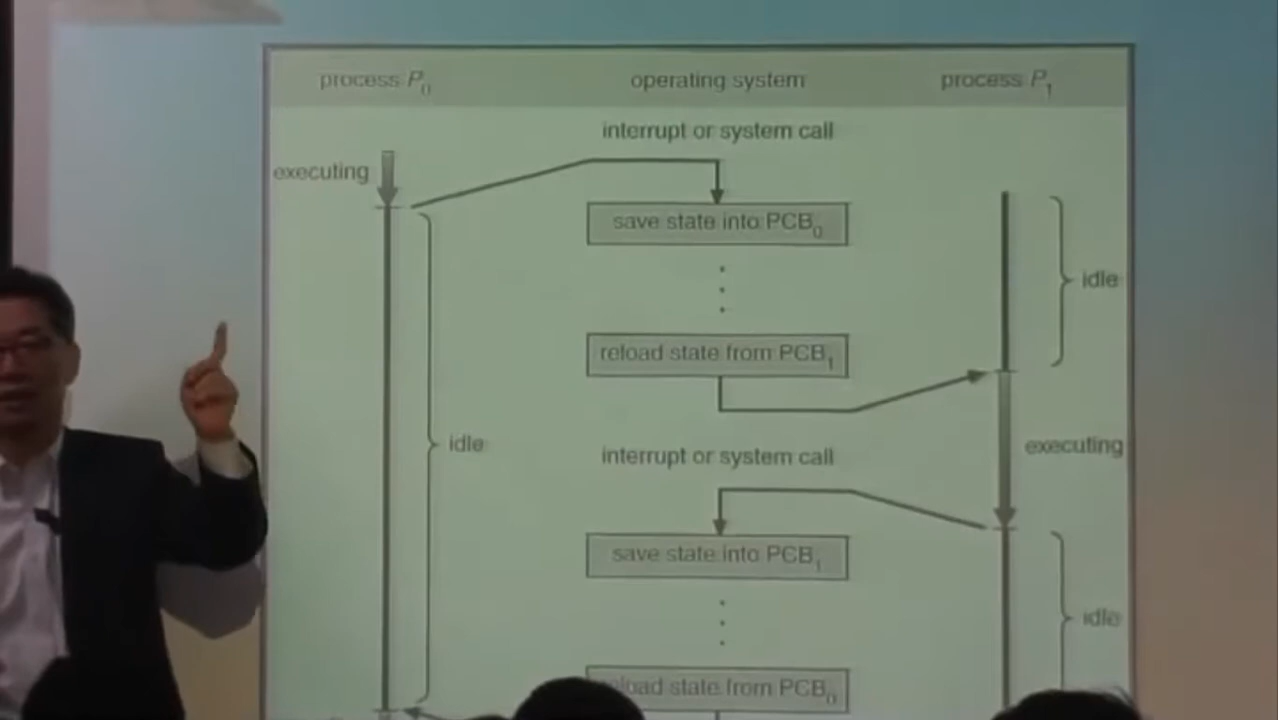 process P0 operating system process P1
interrupt or system call
executing
save state into PCB0
idle
reload state from PCB1
idle
executing
interrupt or system call
save state into PCB1
idle
reload state from PCB0